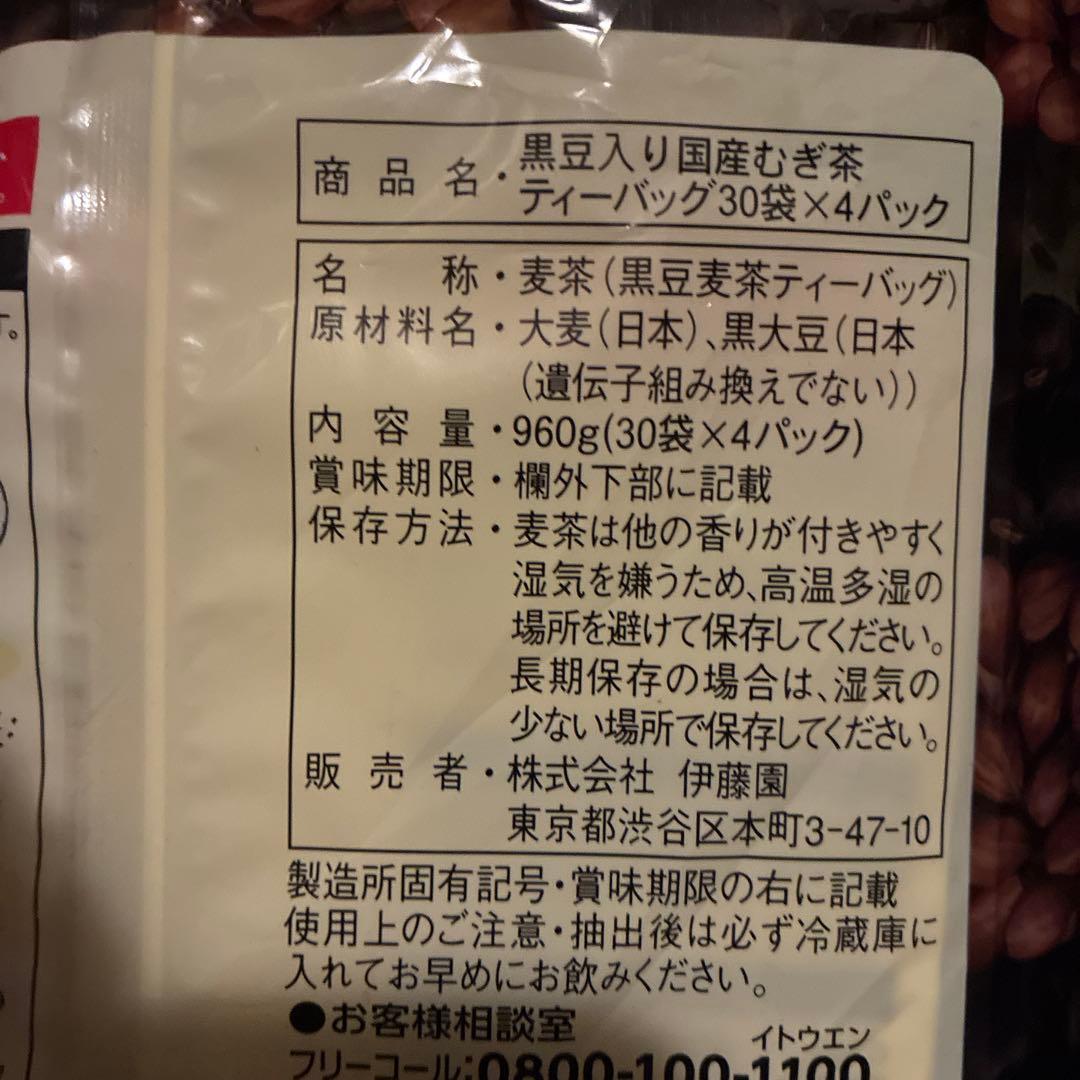 商品名・黒豆入り国産むぎ茶
ティーバッグ30袋×4パック
名称・麦茶(黒豆麦茶ティーバッグ)
原材料名・大麦(日本)、黒大豆(日本
(遺伝子組み換えでない))
内容量・960g(30袋×4パック)
賞味期限・欄外下部に記載
保存方法・麦茶は他の香りが付きやすく
湿気を嫌うため、高温多湿の
場所を避けて保存してください。
長期保存の場合は、湿気の
少ない場所で保存してください。
販売者・株式会社 伊藤園
東京都渋谷区本町3-47-10
製造所固有記号・賞味期限の右に記載
使用上のご注意・抽出後は必ず冷蔵庫に
入れてお早めにお飲みください。
●お客様相談室
イトウエン
フリーコール:0800-100-1100
す。